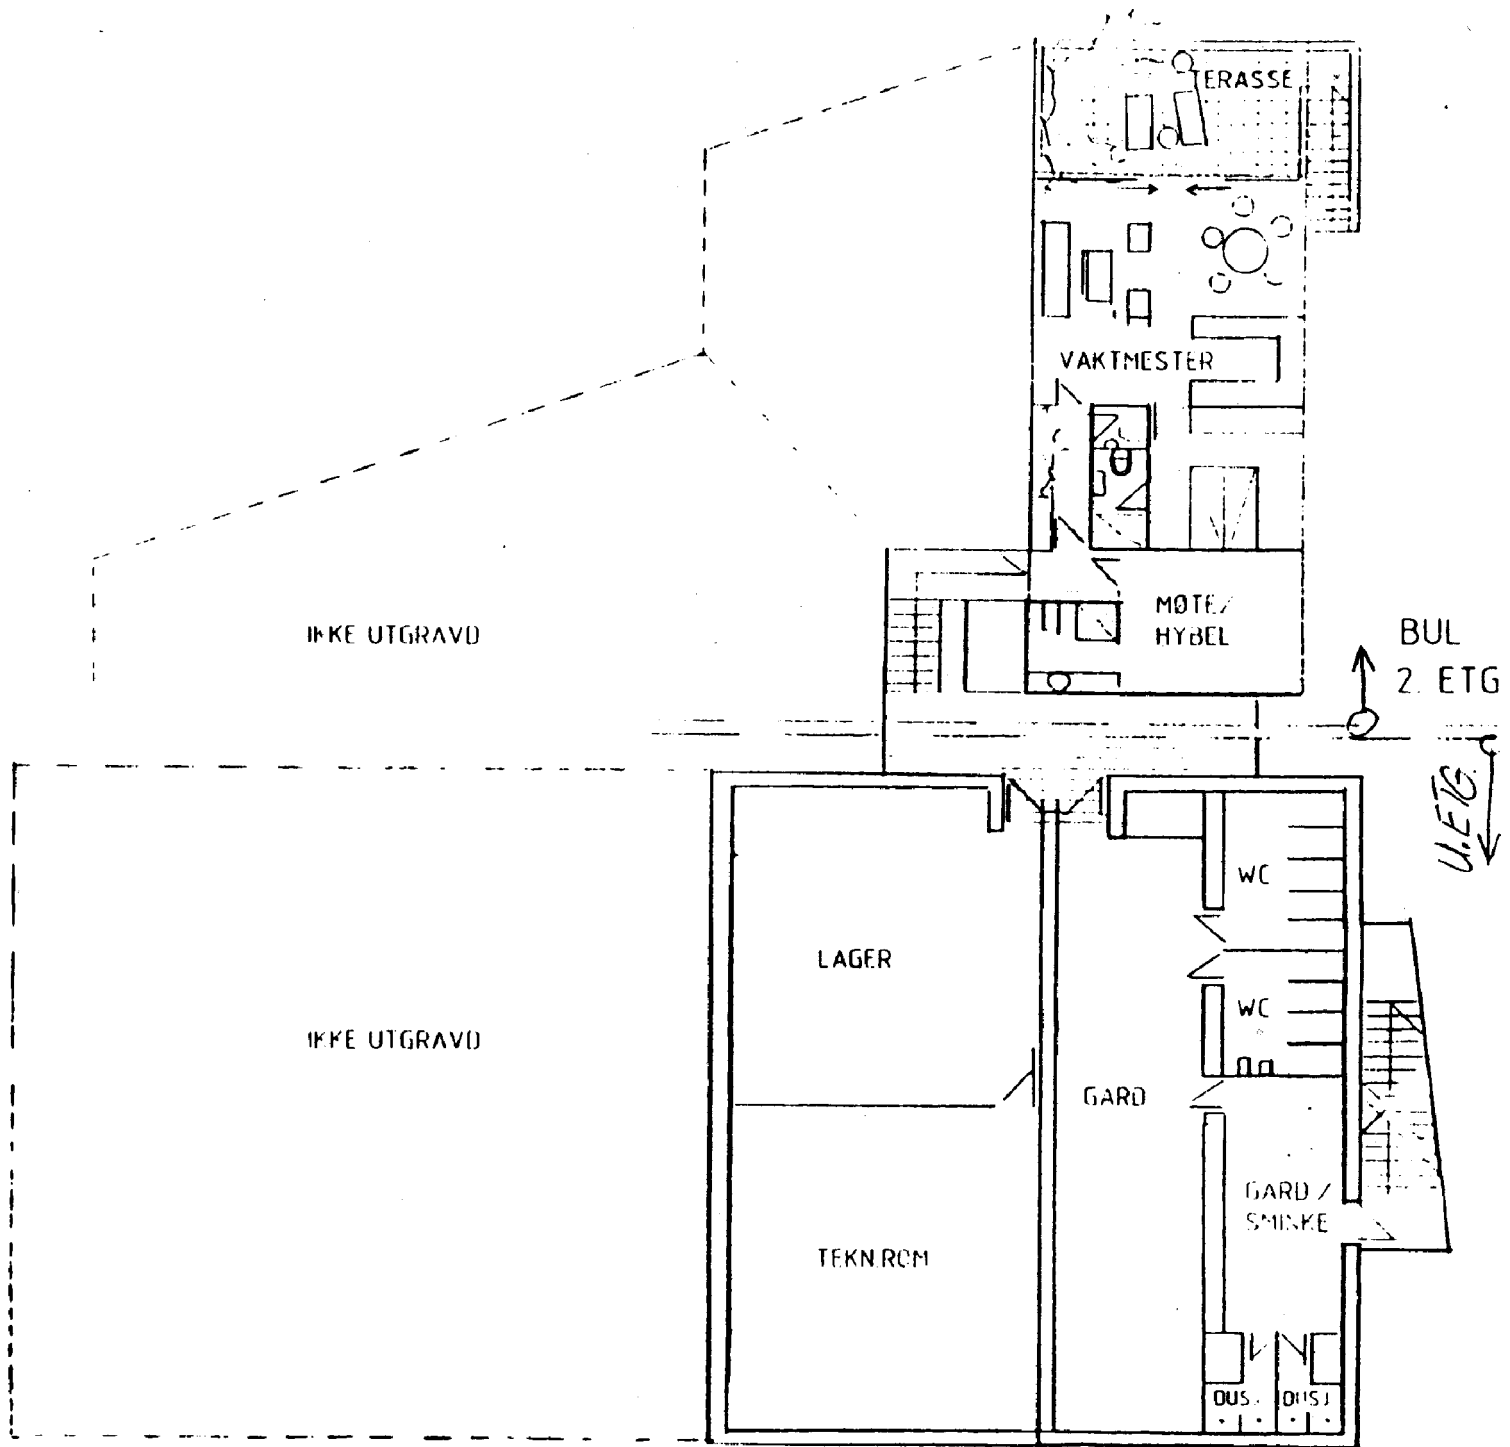 TERASSE
VAKTMESTER
MØTE/
HYBEL
IKKE UTGRAVD
BUL
2. ETG
U.ETG.
WC
LAGER
WC
IKKE UTGRAVD
GARD
GARD /
SMINKE
TEKN.ROM
DUSJ
DUSJ